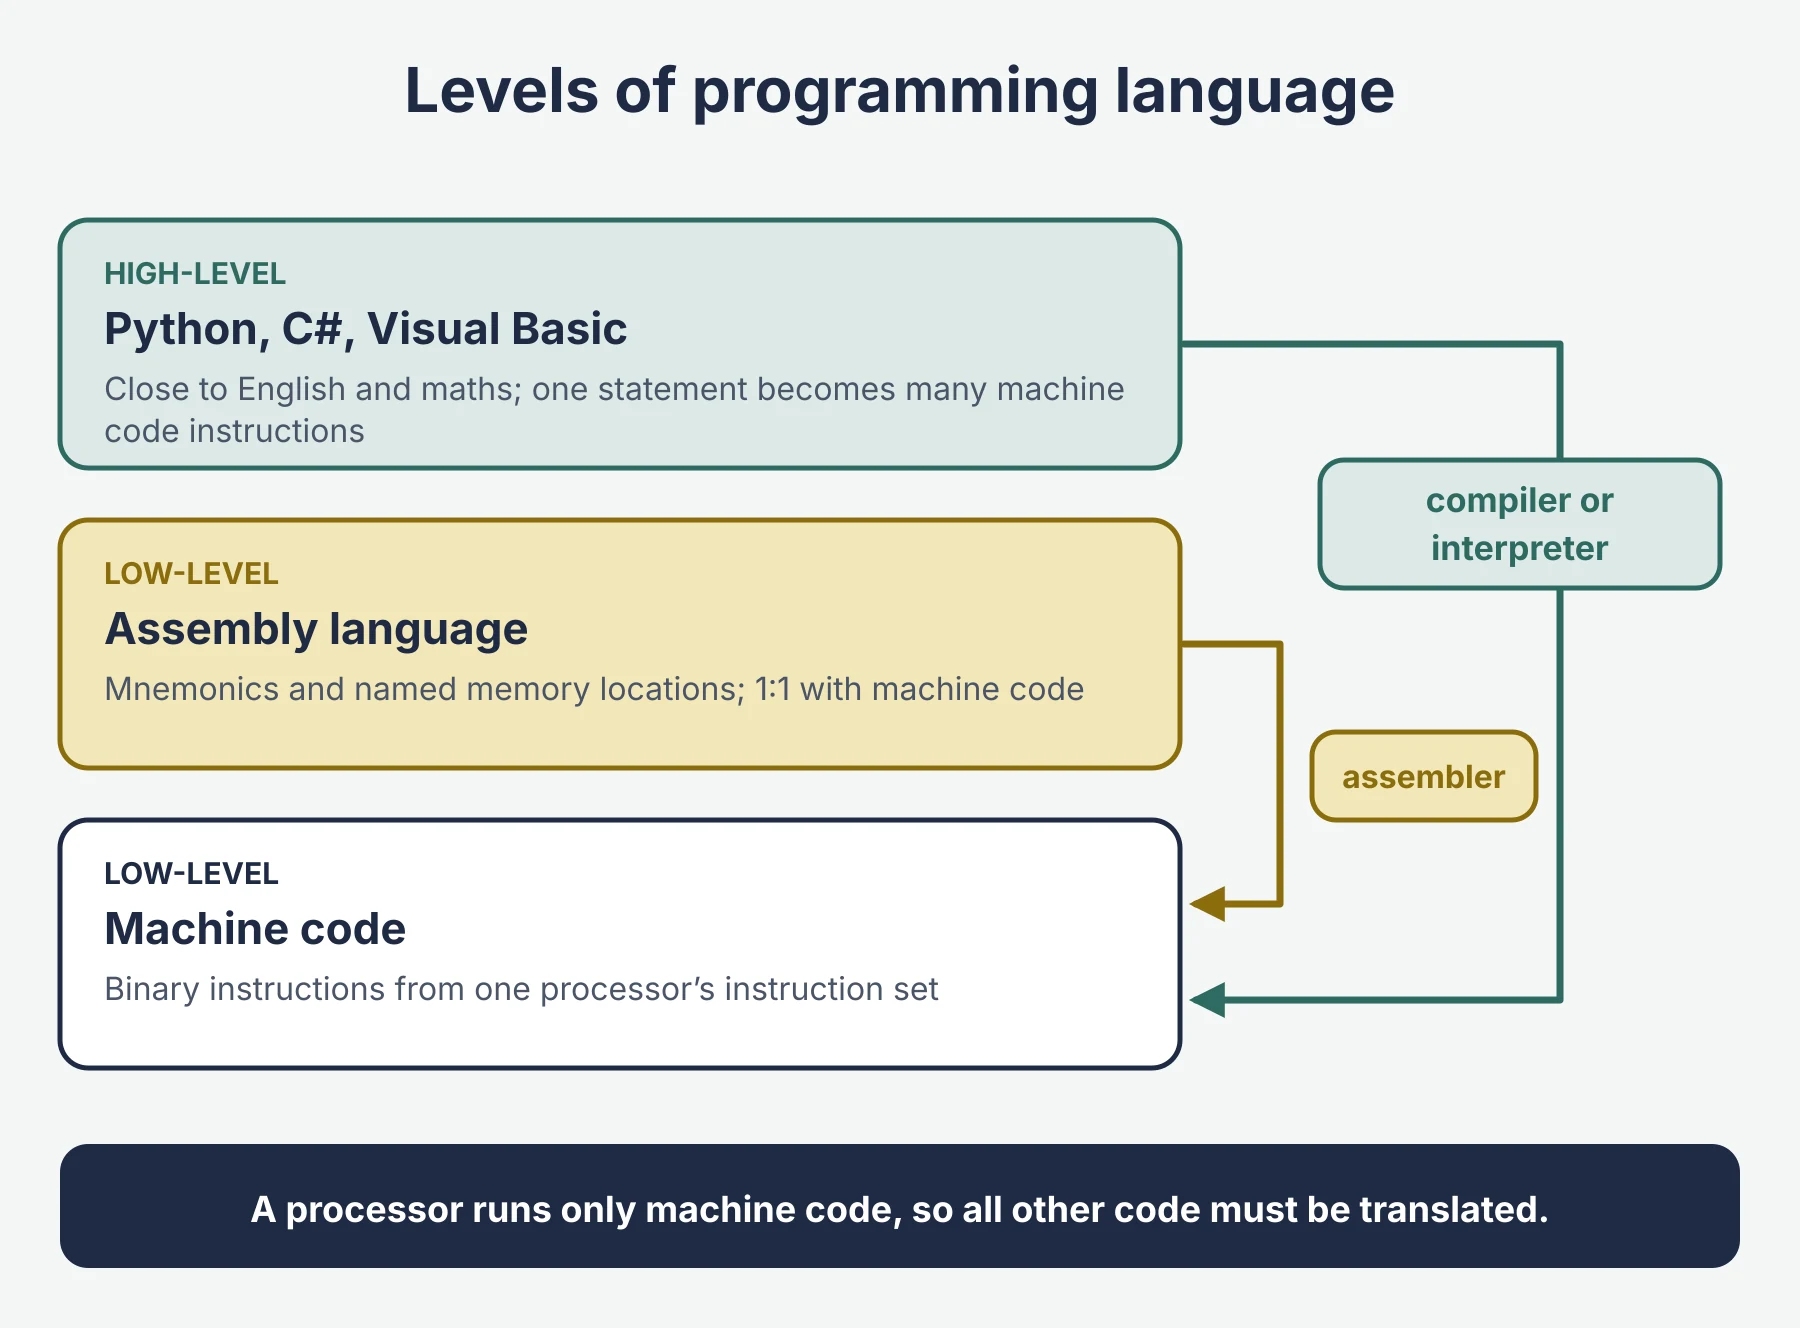 Levels of programming language
HIGH-LEVEL
Python, C#, Visual Basic
Close to English and maths; one statement becomes many machine
code instructions
compiler or
interpreter
LOW-LEVEL
Assembly language
Mnemonics and named memory locations; 1:1 with machine code
assembler
LOW-LEVEL
Machine code
Binary instructions from one processor’s instruction set
A processor runs only machine code, so all other code must be translated.